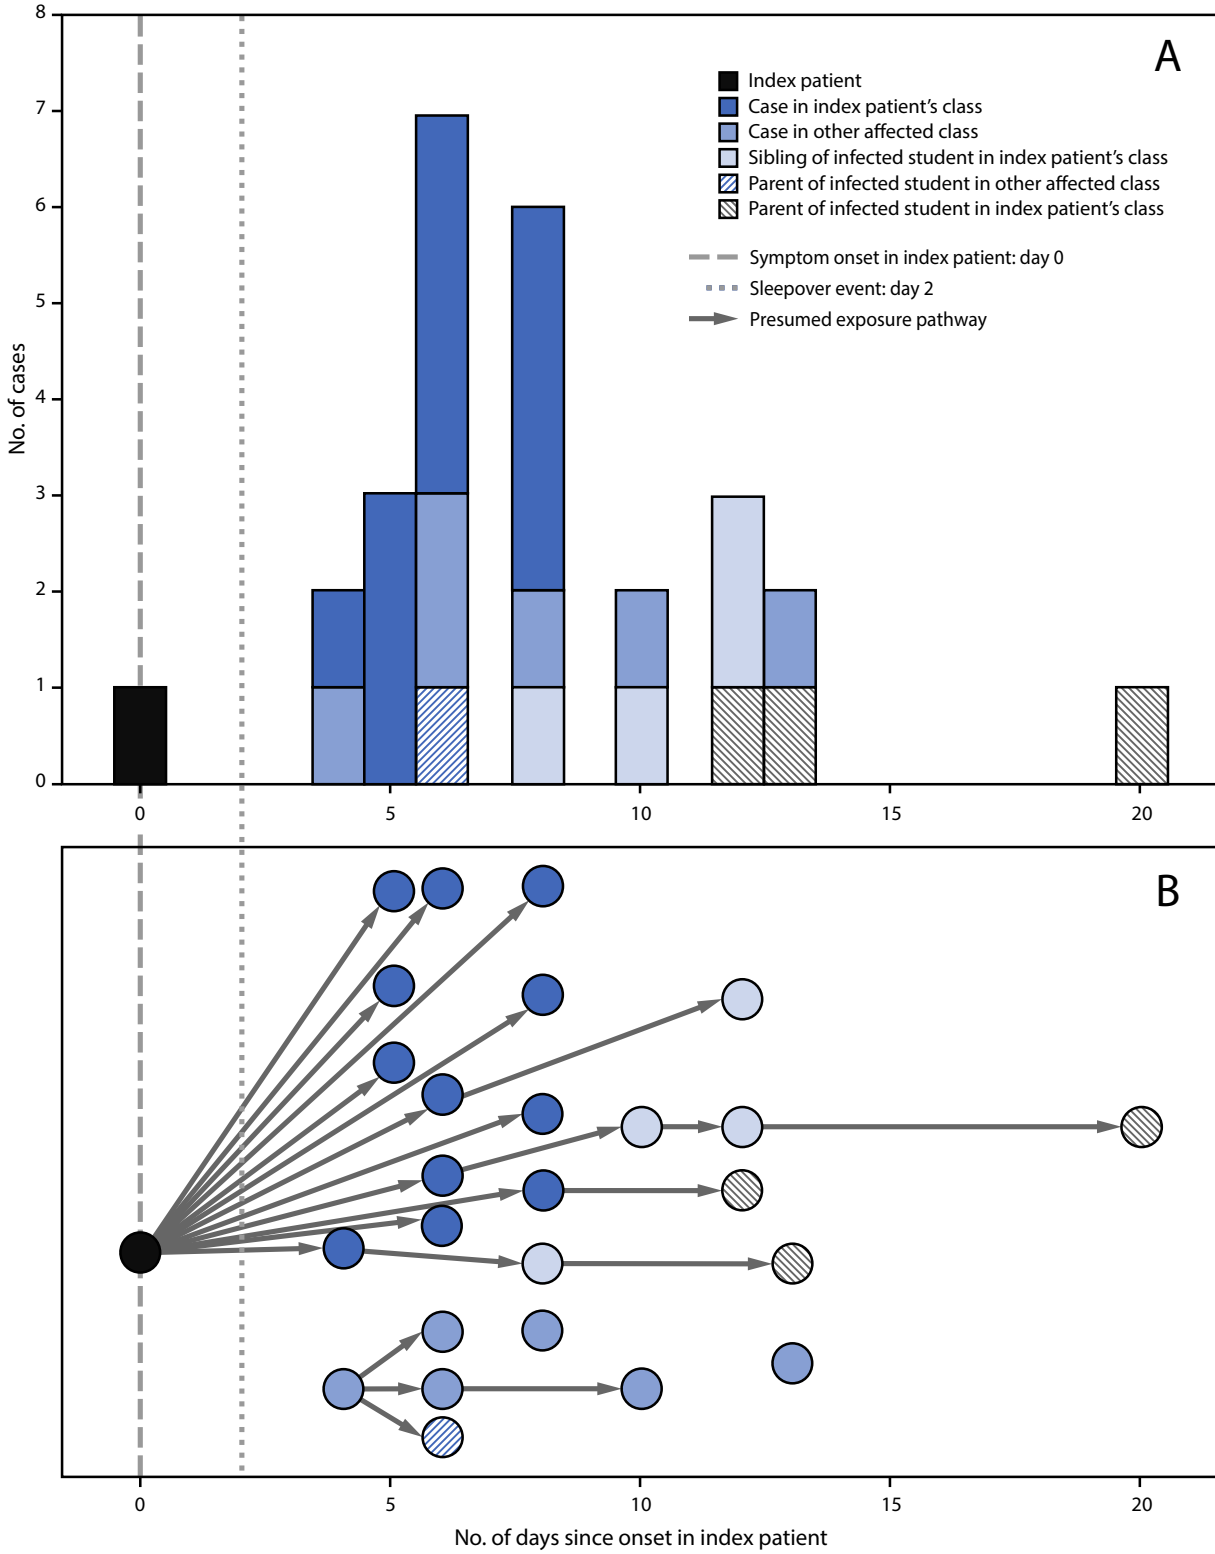 A
Index patient
Case in index patient's class
Case in other affected class
Sibling of infected student in index patient's class
Parent of infected student in other affected class
Parent of infected student in index patient's class
Symptom onset in index patient: day 0
Sleepover event: day 2
Presumed exposure pathway
No. of cases
8
7
6
5
4
3
2
1
0
0 5 10 15 20
B
0 5 10 15 20
No. of days since onset in index patient